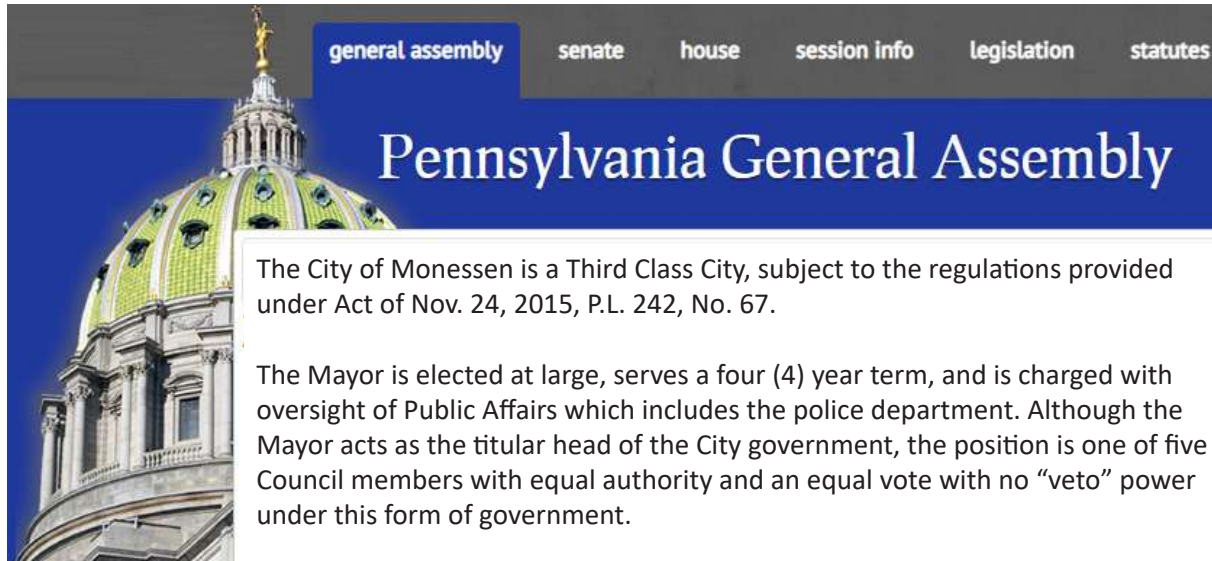 general assembly senate house session info legislation statutes
Pennsylvania General Assembly
The City of Monessen is a Third Class City, subject to the regulations provided
under Act of Nov. 24, 2015, P.L. 242, No. 67.
The Mayor is elected at large, serves a four (4) year term, and is charged with
oversight of Public Affairs which includes the police department. Although the
Mayor acts as the titular head of the City government, the position is one of five
Council members with equal authority and an equal vote with no “veto” power
under this form of government.